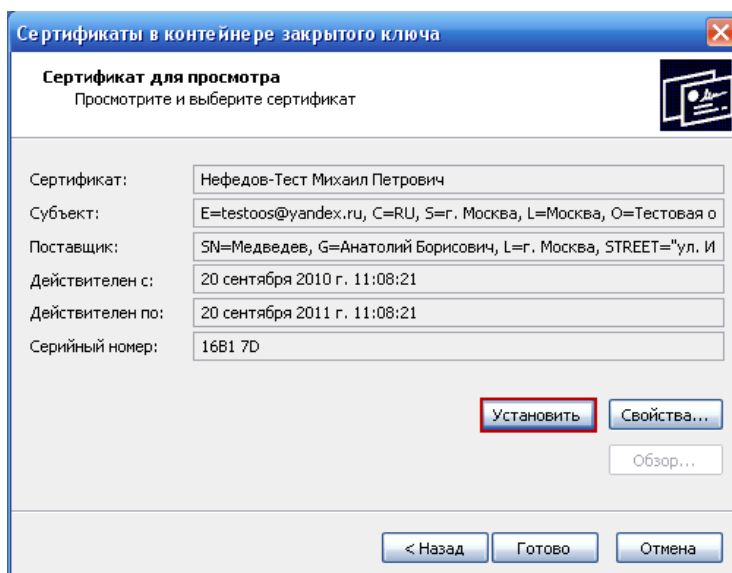 Сертификаты в контейнере закрытого ключа
Сертификат для просмотра
Просмотрите и выберите сертификат
Сертификат: Нефедов-Тест Михаил Петрович
Субъект: E=testoos@yandex.ru, C=RU, S=г. Москва, L=Москва, O=Тестовая о
Поставщик: SN=Медведев, G=Анатолий Борисович, L=г. Москва, STREET="ул. И
Действителен с: 20 сентября 2010 г. 11:08:21
Действителен по: 20 сентября 2011 г. 11:08:21
Серийный номер: 16B1 7D
Установить Свойства...
Обзор...
< Назад Готово Отмена